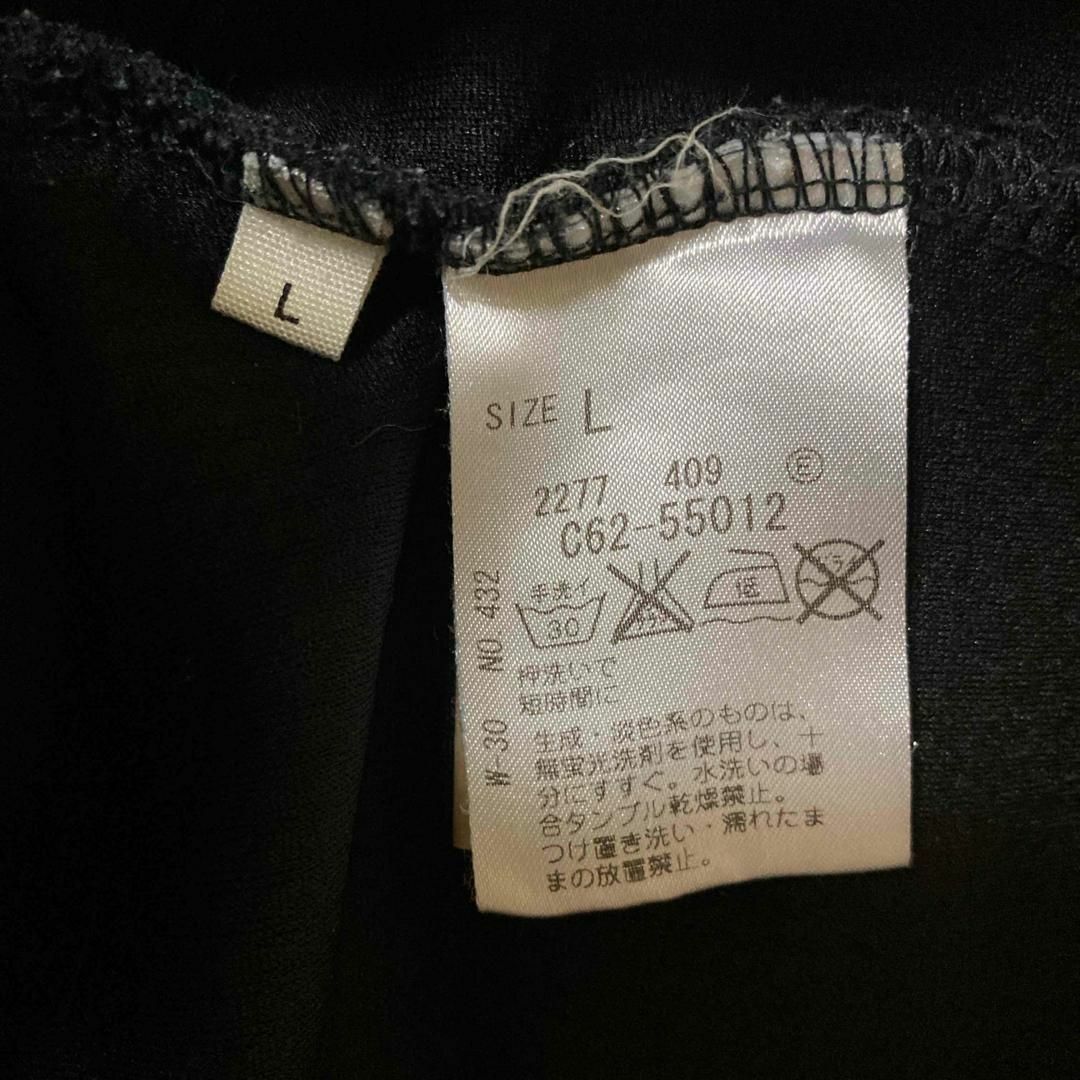 L
SIZE L
2277 409 E
C62-55012
手洗イ
30
低
NO 432
W-30
押洗いで
短時間に
生成・淡色系のものは、
無蛍光洗剤を使用し、十
分にすすぐ。水洗いの場
合タンブル乾燥禁止。
つけ置き洗い・濡れたま
まの放置禁止。